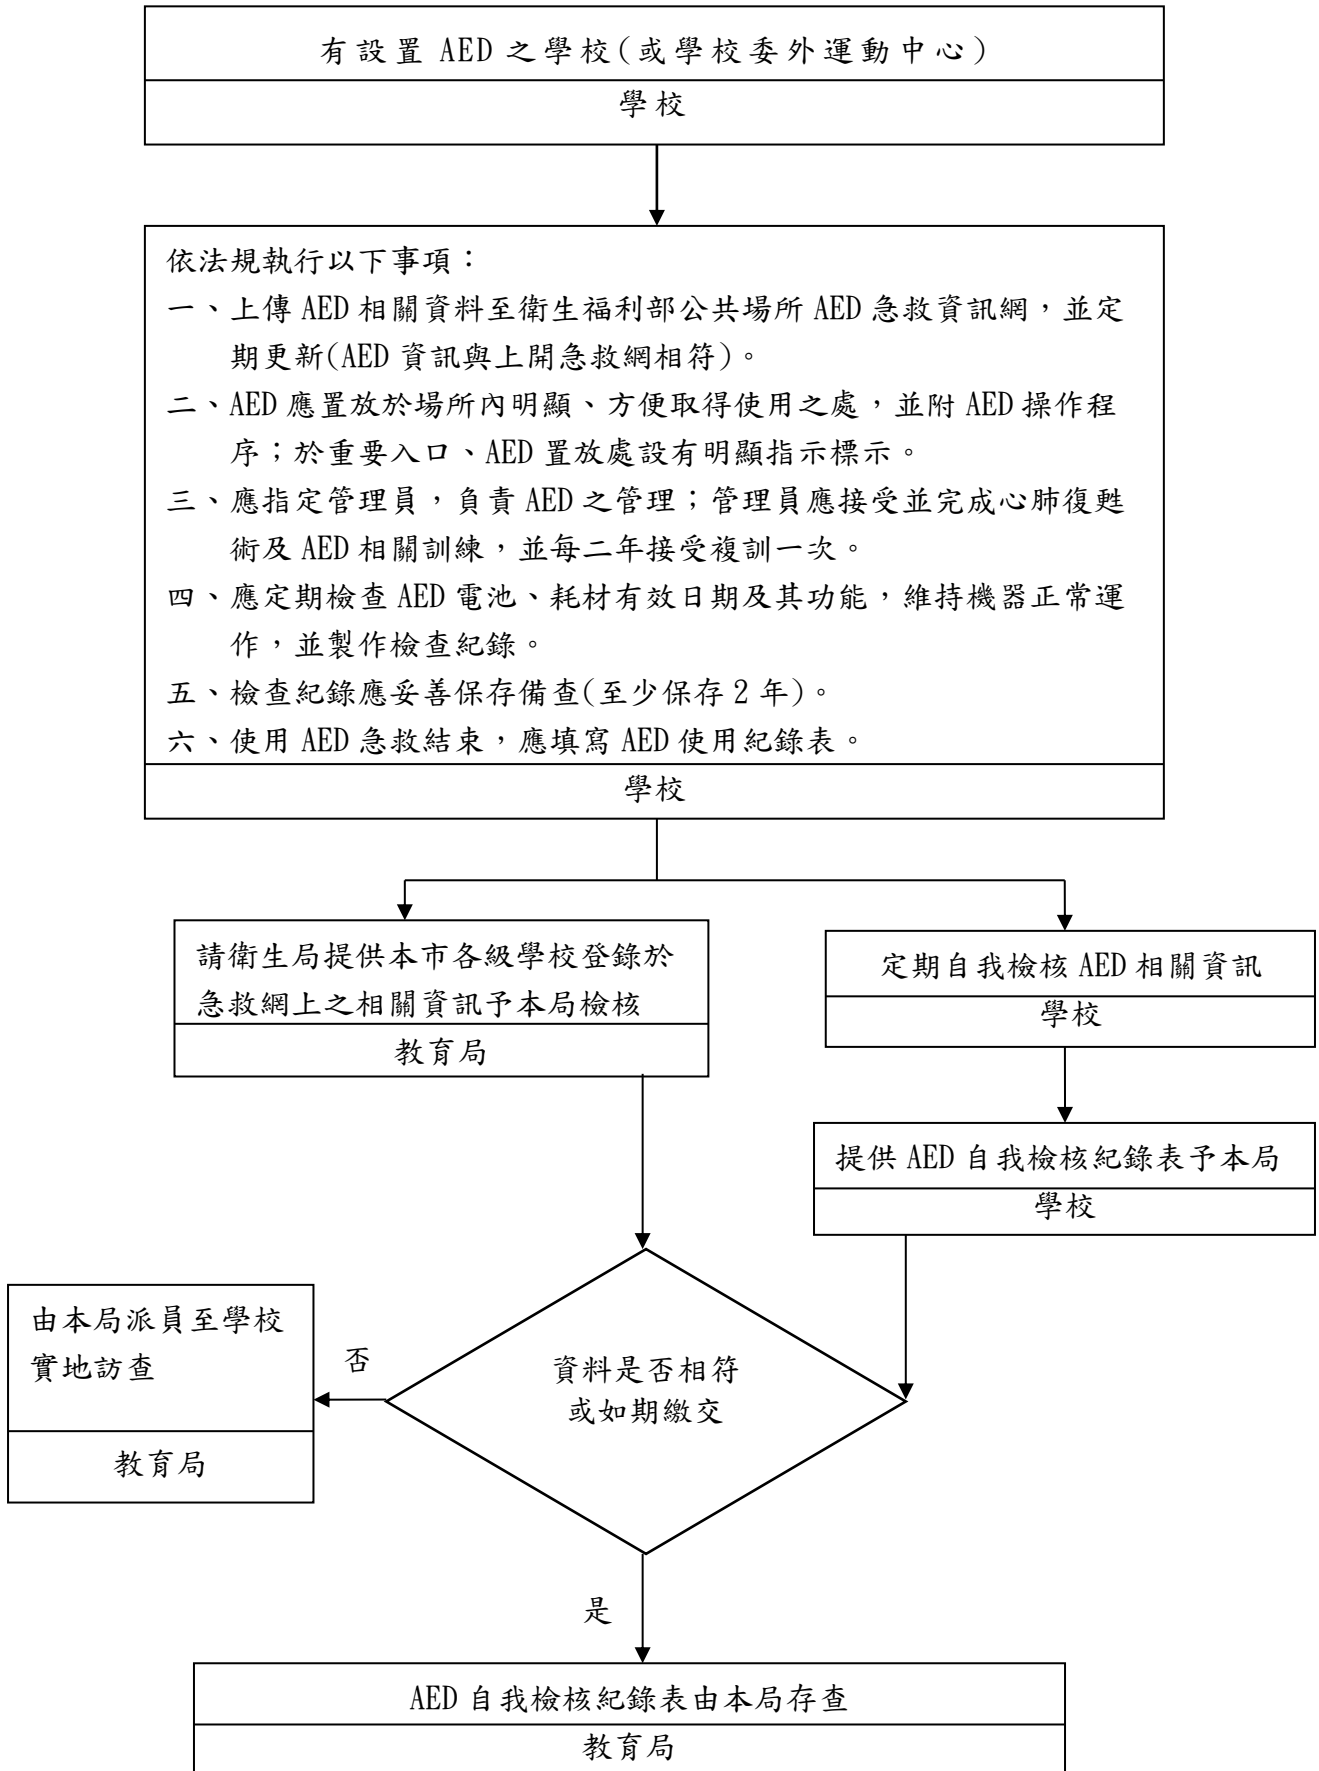 有設置 AED 之學校(或學校委外運動中心)
學校
依法規執行以下事項：
一、上傳 AED 相關資料至衛生福利部公共場所 AED 急救資訊網，並定
期更新(AED 資訊與上開急救網相符)。
二、AED 應置放於場所內明顯、方便取得使用之處，並附 AED 操作程
序；於重要入口、AED 置放處設有明顯指示標示。
三、應指定管理員，負責 AED 之管理；管理員應接受並完成心肺復甦
術及 AED 相關訓練，並每二年接受複訓一次。
四、應定期檢查 AED 電池、耗材有效日期及其功能，維持機器正常運
作，並製作檢查紀錄。
五、檢查紀錄應妥善保存備查(至少保存 2 年)。
六、使用 AED 急救結束，應填寫 AED 使用紀錄表。
學校
請衛生局提供本市各級學校登錄於
急救網上之相關資訊予本局檢核
教育局
定期自我檢核 AED 相關資訊
學校
提供 AED 自我檢核紀錄表予本局
學校
資料是否相符
或如期繳交
否
由本局派員至學校
實地訪查
教育局
是
AED 自我檢核紀錄表由本局存查
教育局